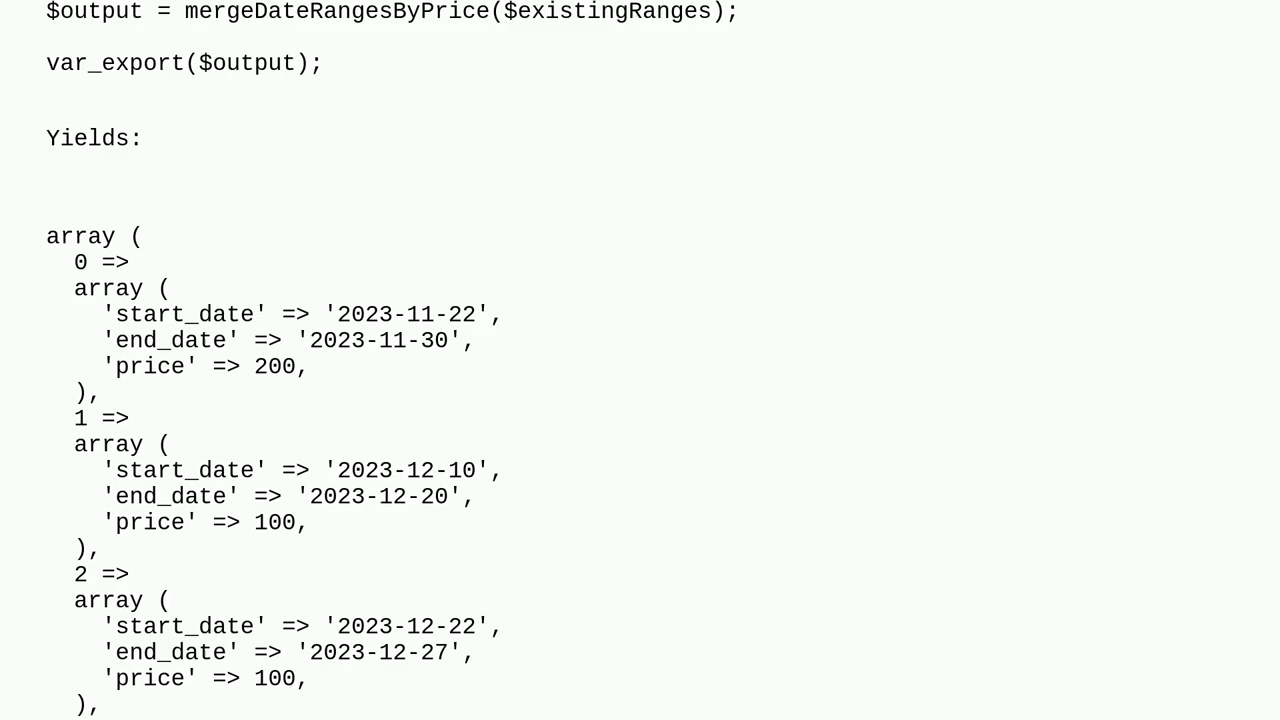 $output = mergeDateRangesByPrice($existingRanges);
var_export($output);
Yields:
array (
  0 =>
  array (
    'start_date' => '2023-11-22',
    'end_date' => '2023-11-30',
    'price' => 200,
  ),
  1 =>
  array (
    'start_date' => '2023-12-10',
    'end_date' => '2023-12-20',
    'price' => 100,
  ),
  2 =>
  array (
    'start_date' => '2023-12-22',
    'end_date' => '2023-12-27',
    'price' => 100,
  ),